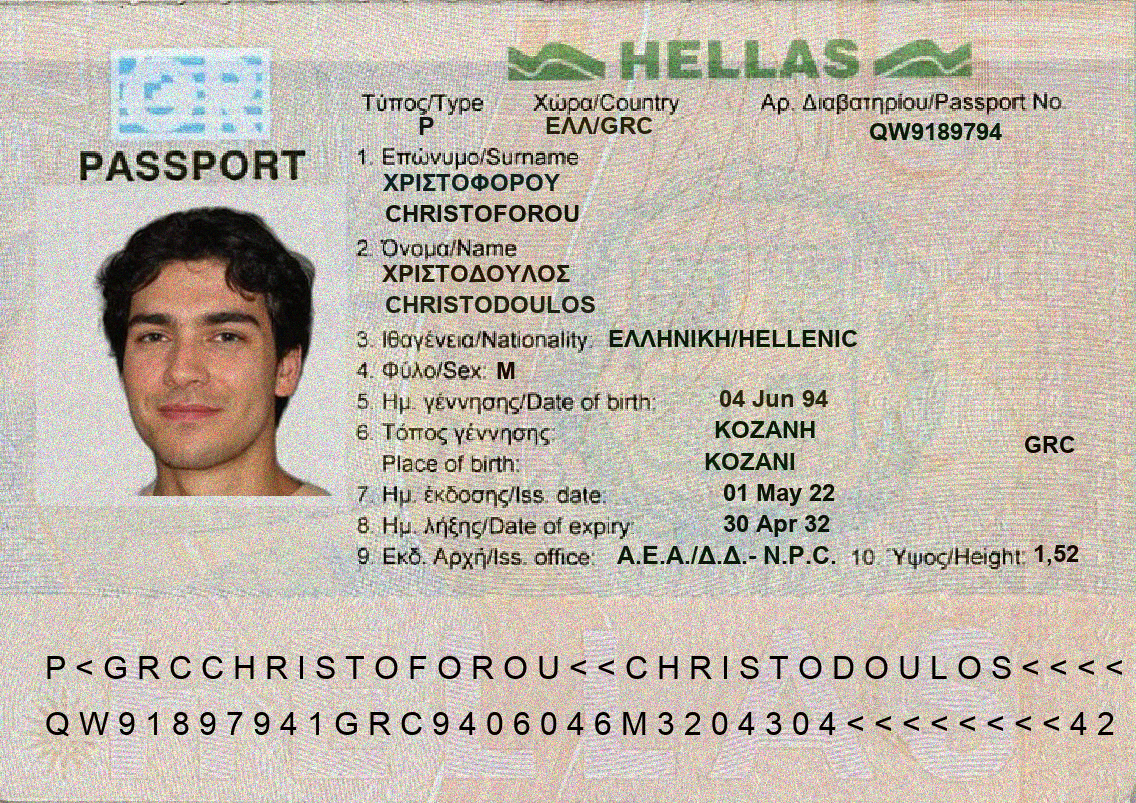 HELLAS
PASSPORT
Τύπος/Type Χώρα/Country Αρ. Διαβατηρίου/Passport No.
P ΕΛΛ/GRC QW9189794
1. Επώνυμο/Surname
ΧΡΙΣΤΟΦΟΡΟΥ
CHRISTOFOROU
2. Όνομα/Name
ΧΡΙΣΤΟΔΟΥΛΟΣ
CHRISTODOULOS
3. Ιθαγένεια/Nationality: ΕΛΛΗΝΙΚΗ/HELLENIC
4. Φύλο/Sex: M
5. Ημ. γέννησης/Date of birth: 04 Jun 94
6. Τόπος γέννησης: ΚΟΖΑΝΗ
GRC
Place of birth: KOZANI
7. Ημ. έκδοσης/Iss. date: 01 May 22
8. Ημ. λήξης/Date of expiry: 30 Apr 32
9 Εκδ. Αρχή/Iss. office: Α.Ε.Α./Δ.Δ.- N.P.C. 10. Ύψος/Height: 1,52
P<GRCCHRISTOFOROU<<CHRISTODOULOS<<<<
QW91897941GRC9406046M3204304<<<<<<<<42